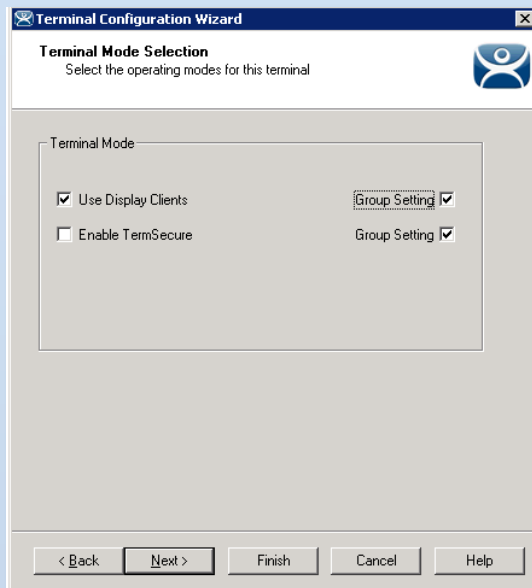 Terminal Configuration Wizard
Terminal Mode Selection
Select the operating modes for this terminal
Terminal Mode
Use Display Clients Group Setting
Enable TermSecure Group Setting
< Back Next > Finish Cancel Help